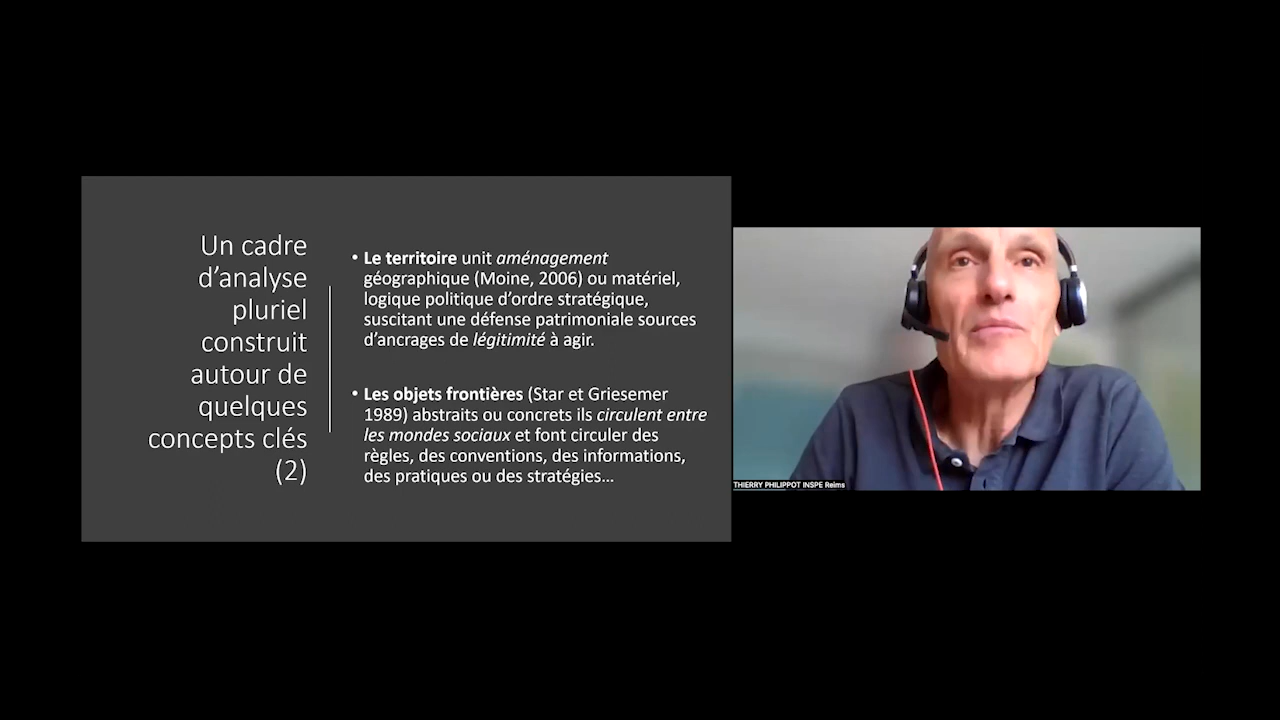 Un cadre
d’analyse
pluriel
construit
autour de
quelques
concepts clés
(2)
• Le territoire unit aménagement
géographique (Moine, 2006) ou matériel,
logique politique d’ordre stratégique,
suscitant une défense patrimoniale sources
d’ancrages de légitimité à agir.
• Les objets frontières (Star et Griesemer
1989) abstraits ou concrets ils circulent entre
les mondes sociaux et font circuler des
règles, des conventions, des informations,
des pratiques ou des stratégies...
THIERRY PHILIPPOT INSPE Reims